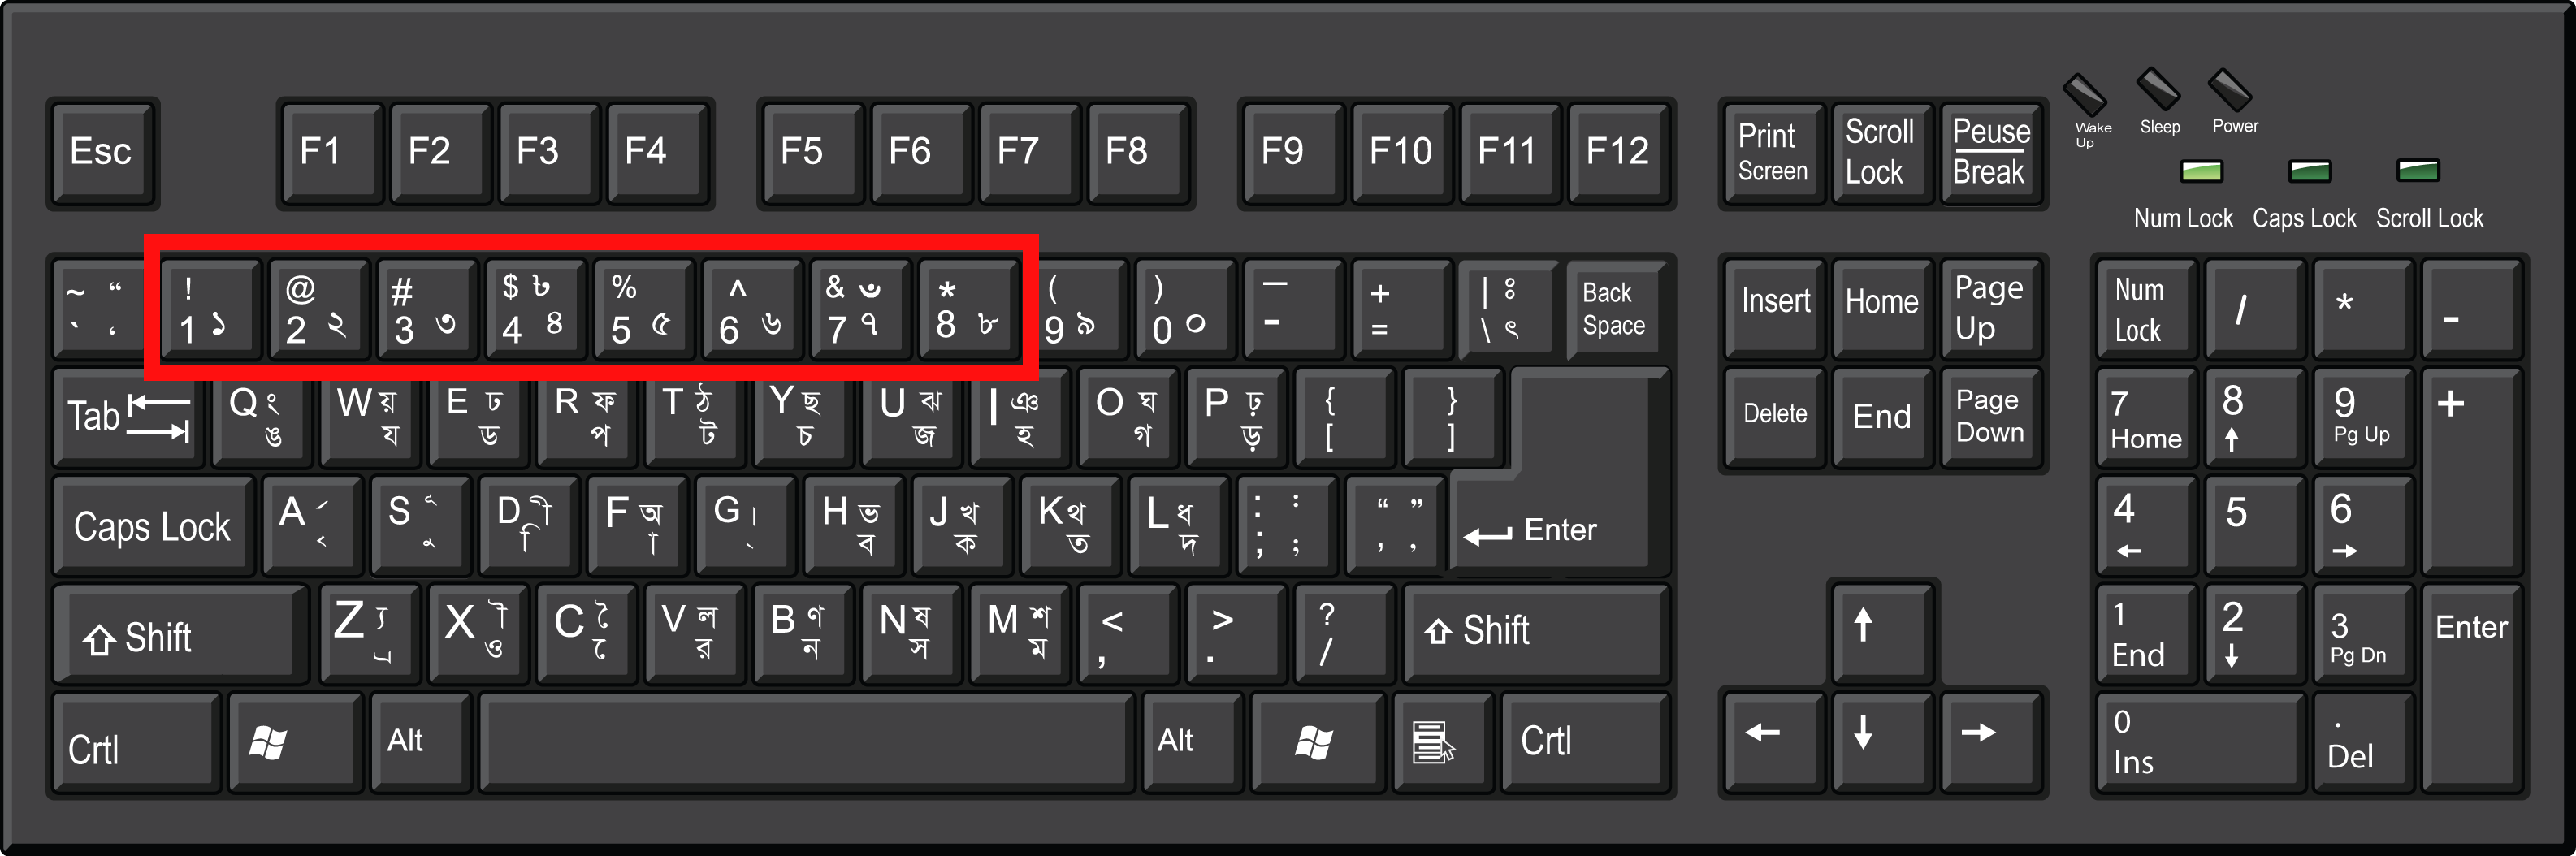 Esc F1 F2 F3 F4 F5 F6 F7 F8 F9 F10 F11 F12 Print Screen Scroll Lock Peuse Break Wake Up Sleep Power
Num Lock Caps Lock Scroll Lock
~ “ ! @ # $ ৳ % ^ & ঁ * ( ) — + | ঃ Back Space Insert Home Page Up Num Lock / * -
` ‘ 1 ১ 2 ২ 3 ৩ 4 ৪ 5 ৫ 6 ৬ 7 ৭ 8 ৮ 9 ৯ 0 ০ - = \ ৎ
Tab Q ং W য় E ঢ R ফ T ঠ Y ছ U ঝ I ঞ O ঘ P ঢ় { } Delete End Page Down 7 Home 8 9 Pg Up +
ঙ য ড প ট চ জ হ গ ড় [ ]
Caps Lock A র্ S ূ D ী F অ G । H ভ J খ K থ L ধ : : “ ” Enter 4 5 6
ৃ ু ি া ্ ব ক ত দ ; ; ' ,
Shift Z ্য X ৗ C ৈ V ল B ণ N ষ M শ < > ? Shift 1 End 2 3 Pg Dn Enter
্র ও ে র ন স ম , . /
Crtl Alt Alt Crtl 0 Ins . Del